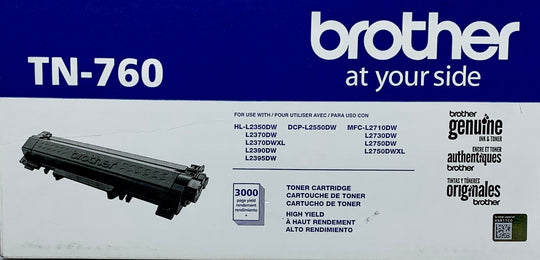 brother
at your side
TN-760
FOR USE WITH / POUR UTILISER AVEC / PARA USO CON
HL-L2350DW DCP-L2550DW MFC-L2710DW
L2370DW L2730DW
L2370DWXL L2750DW
L2390DW L2750DWXL
L2395DW
3000
page yield
rendement
rendimiento
TONER CARTRIDGE
CARTOUCHE DE TONER
CARTUCHO DE TONER
HIGH YIELD
À HAUT RENDEMENT
ALTO RENDIMIENTO
brother
genuine
INK & TONER
ENCRE ET TONER
authentiques
brother
TINTAS Y TÓNERES
originales
brother